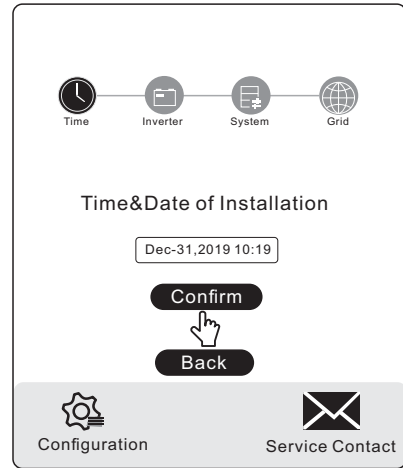 Time Inverter System Grid
Time&Date of Installation
Dec-31,2019 10:19
Confirm
Back
Configuration Service Contact